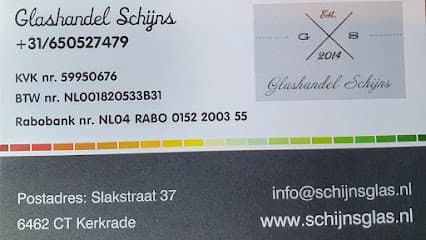 Glashandel Schijns
+31/650527479
KVK nr. 59950676
BTW nr. NL001820533B31
Rabobank nr. NL04 RABO 0152 2003 55
Est.
G S
2014
Glashandel Schijns
Postadres: Slakstraat 37
6462 CT Kerkrade
info@schijnsglas.nl
www.schijnsglas.nl